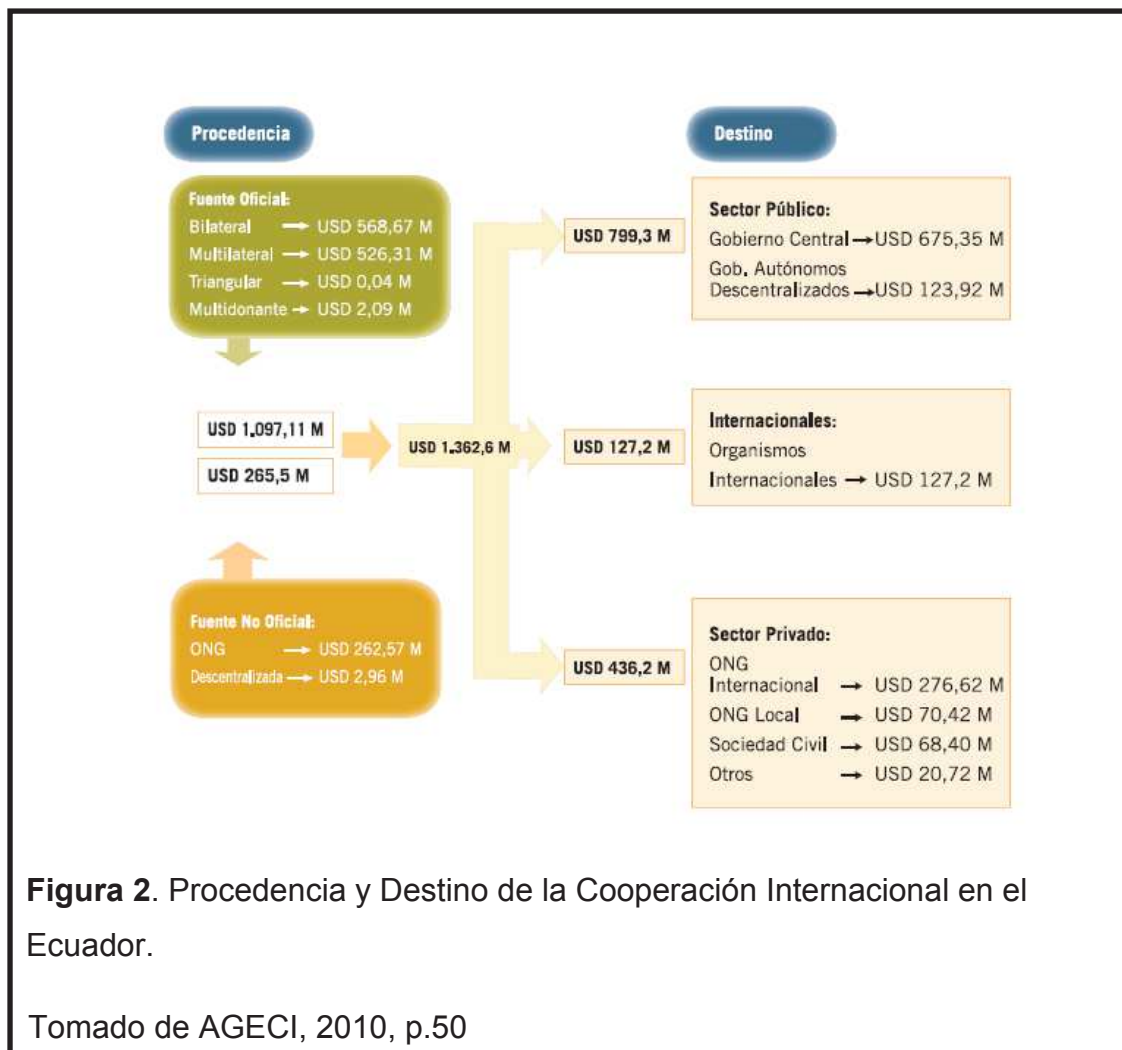 Procedencia
Fuente Oficial:
Bilateral → USD 568,67 M
Multilateral → USD 526,31 M
Triangular → USD 0,04 M
Multidonante → USD 2,09 M
USD 1.097,11 M
USD 265,5 M
Fuente No Oficial:
ONG → USD 262,57 M
Descentralizada → USD 2,96 M
USD 1.362,6 M
USD 799,3 M
USD 127,2 M
USD 436,2 M
Destino
Sector Público:
Gobierno Central → USD 675,35 M
Gob. Autónomos
Descentralizados → USD 123,92 M
Internacionales:
Organismos
Internacionales → USD 127,2 M
Sector Privado:
ONG
Internacional → USD 276,62 M
ONG Local → USD 70,42 M
Sociedad Civil → USD 68,40 M
Otros → USD 20,72 M
Figura 2. Procedencia y Destino de la Cooperación Internacional en el
Ecuador.
Tomado de AGECI, 2010, p.50